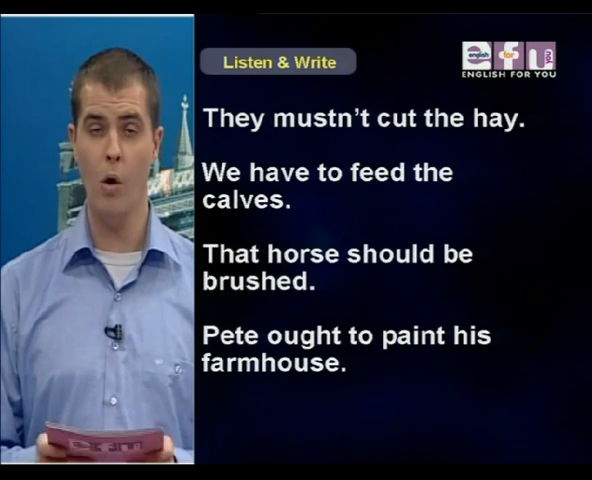 Listen & Write
english for you
ENGLISH FOR YOU
They mustn't cut the hay.
We have to feed the
calves.
That horse should be
brushed.
Pete ought to paint his
farmhouse.
efu